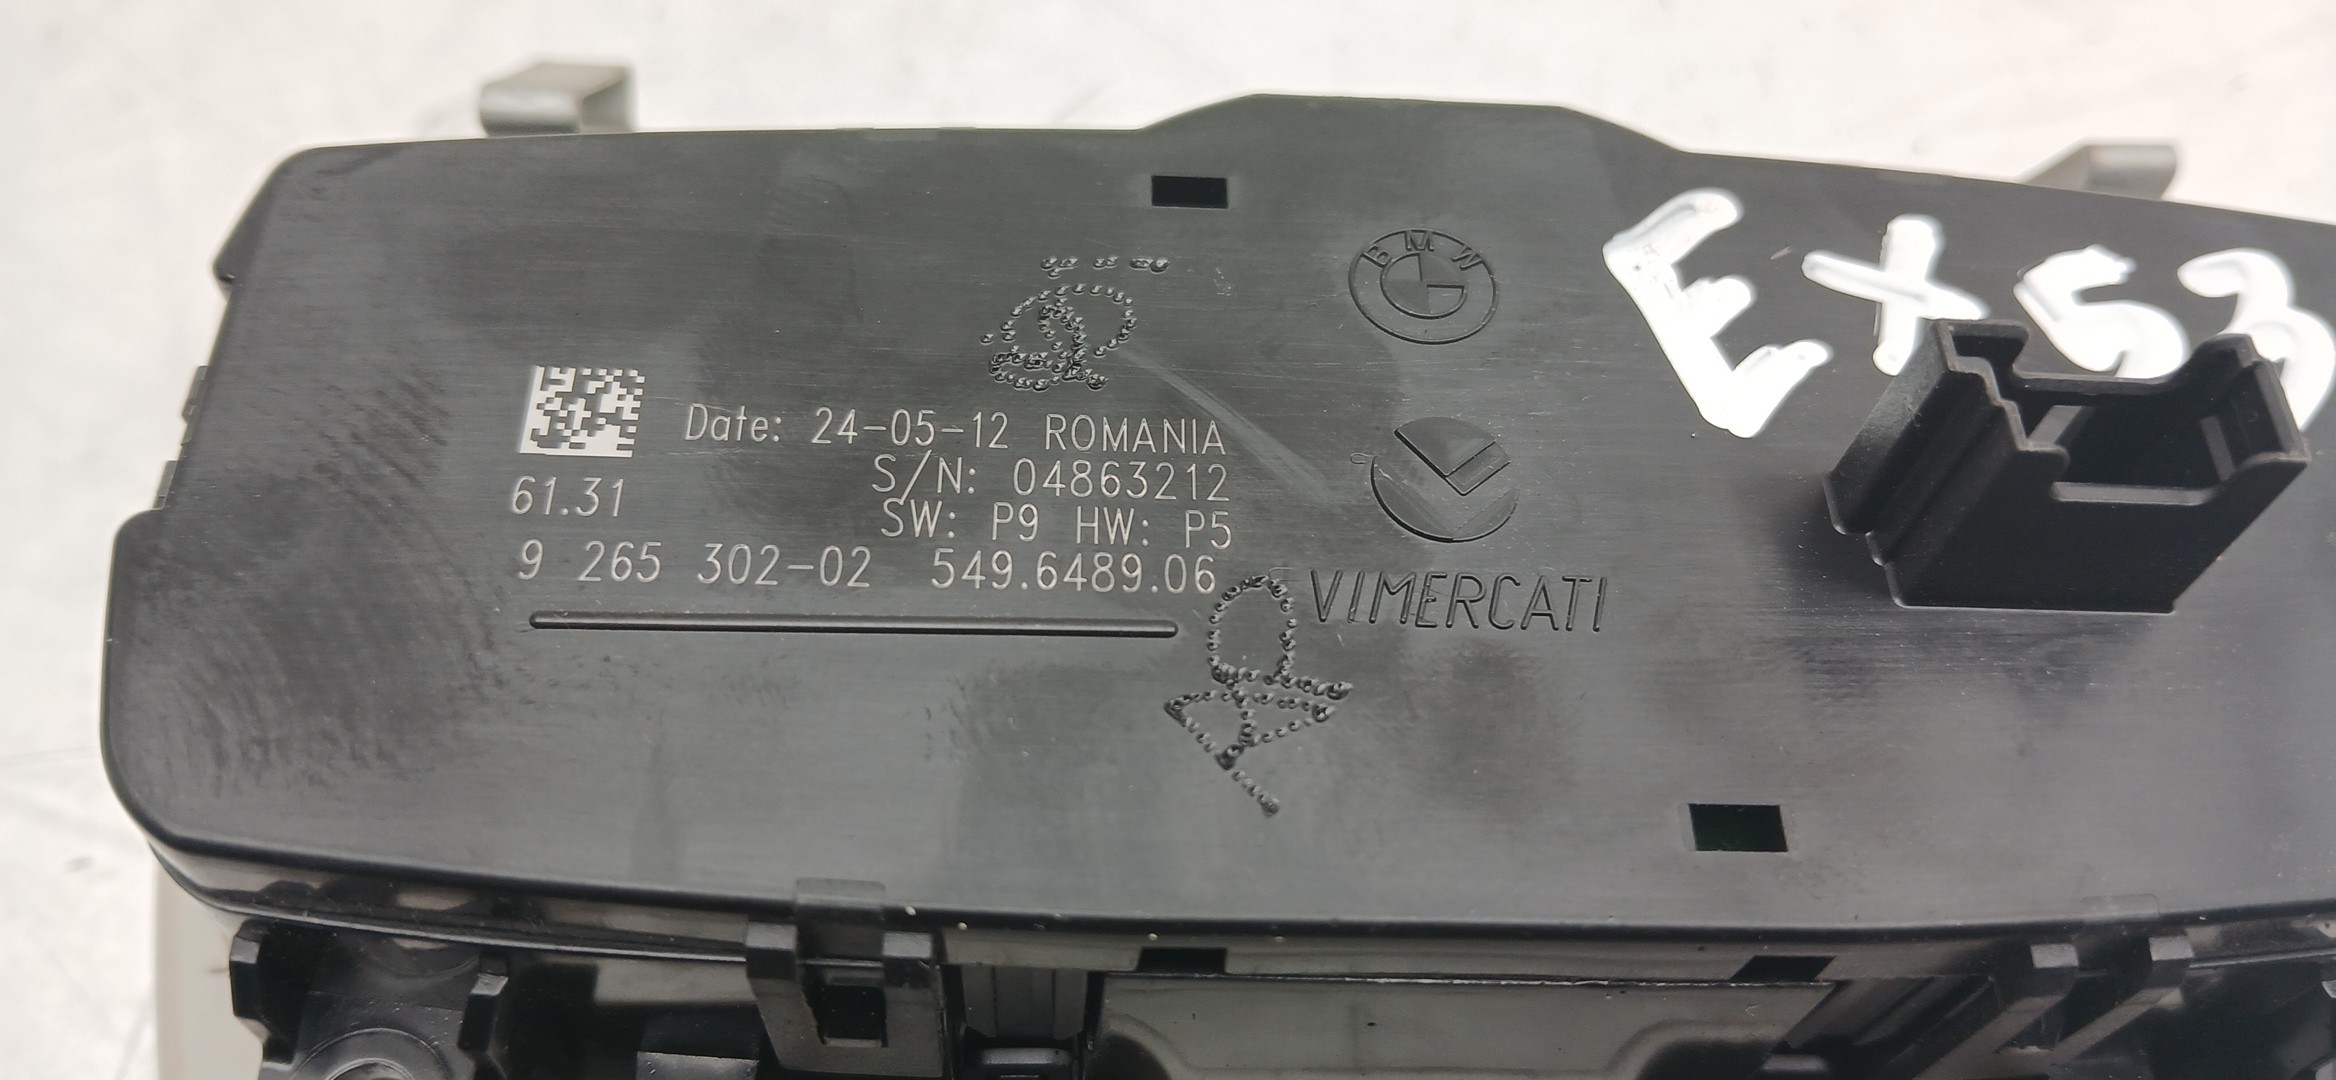 BMW
EX53
Date: 24-05-12 ROMANIA
S/N: 04863212
61.31
SW: P9 HW: P5
9 265 302-02 549.6489.06
VIMERCATI